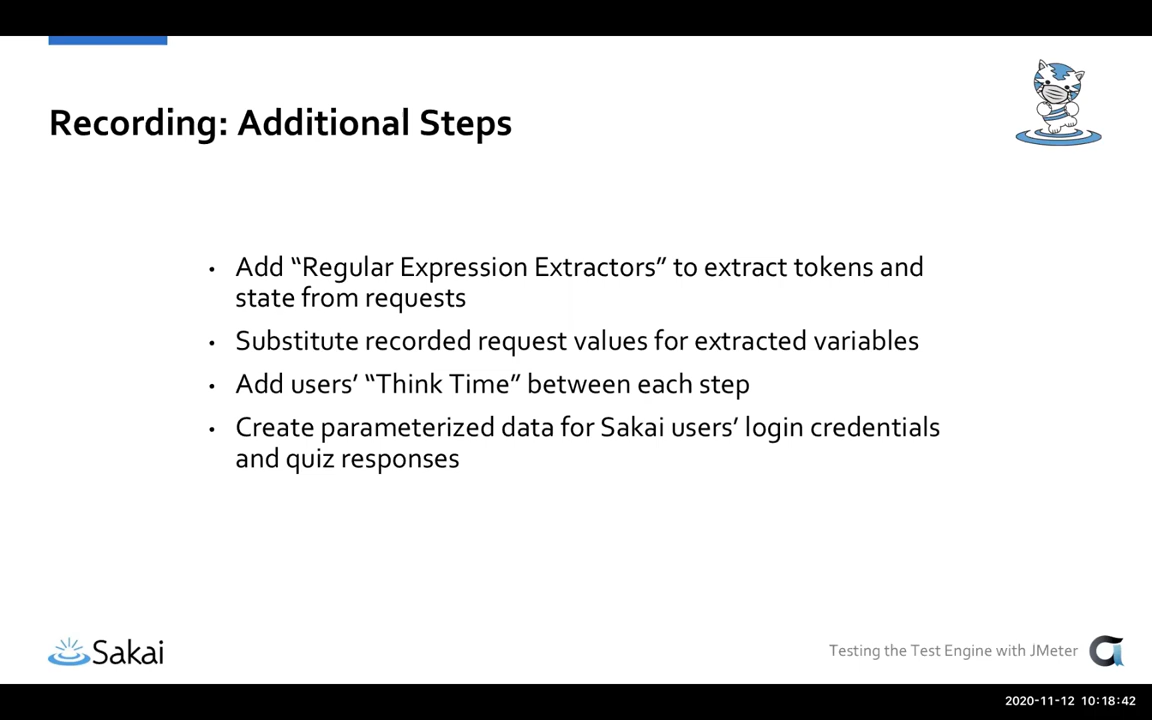 Recording: Additional Steps
• Add “Regular Expression Extractors” to extract tokens and
state from requests
• Substitute recorded request values for extracted variables
• Add users’ “Think Time” between each step
• Create parameterized data for Sakai users’ login credentials
and quiz responses
Sakai
Testing the Test Engine with JMeter
2020-11-12 10:18:42